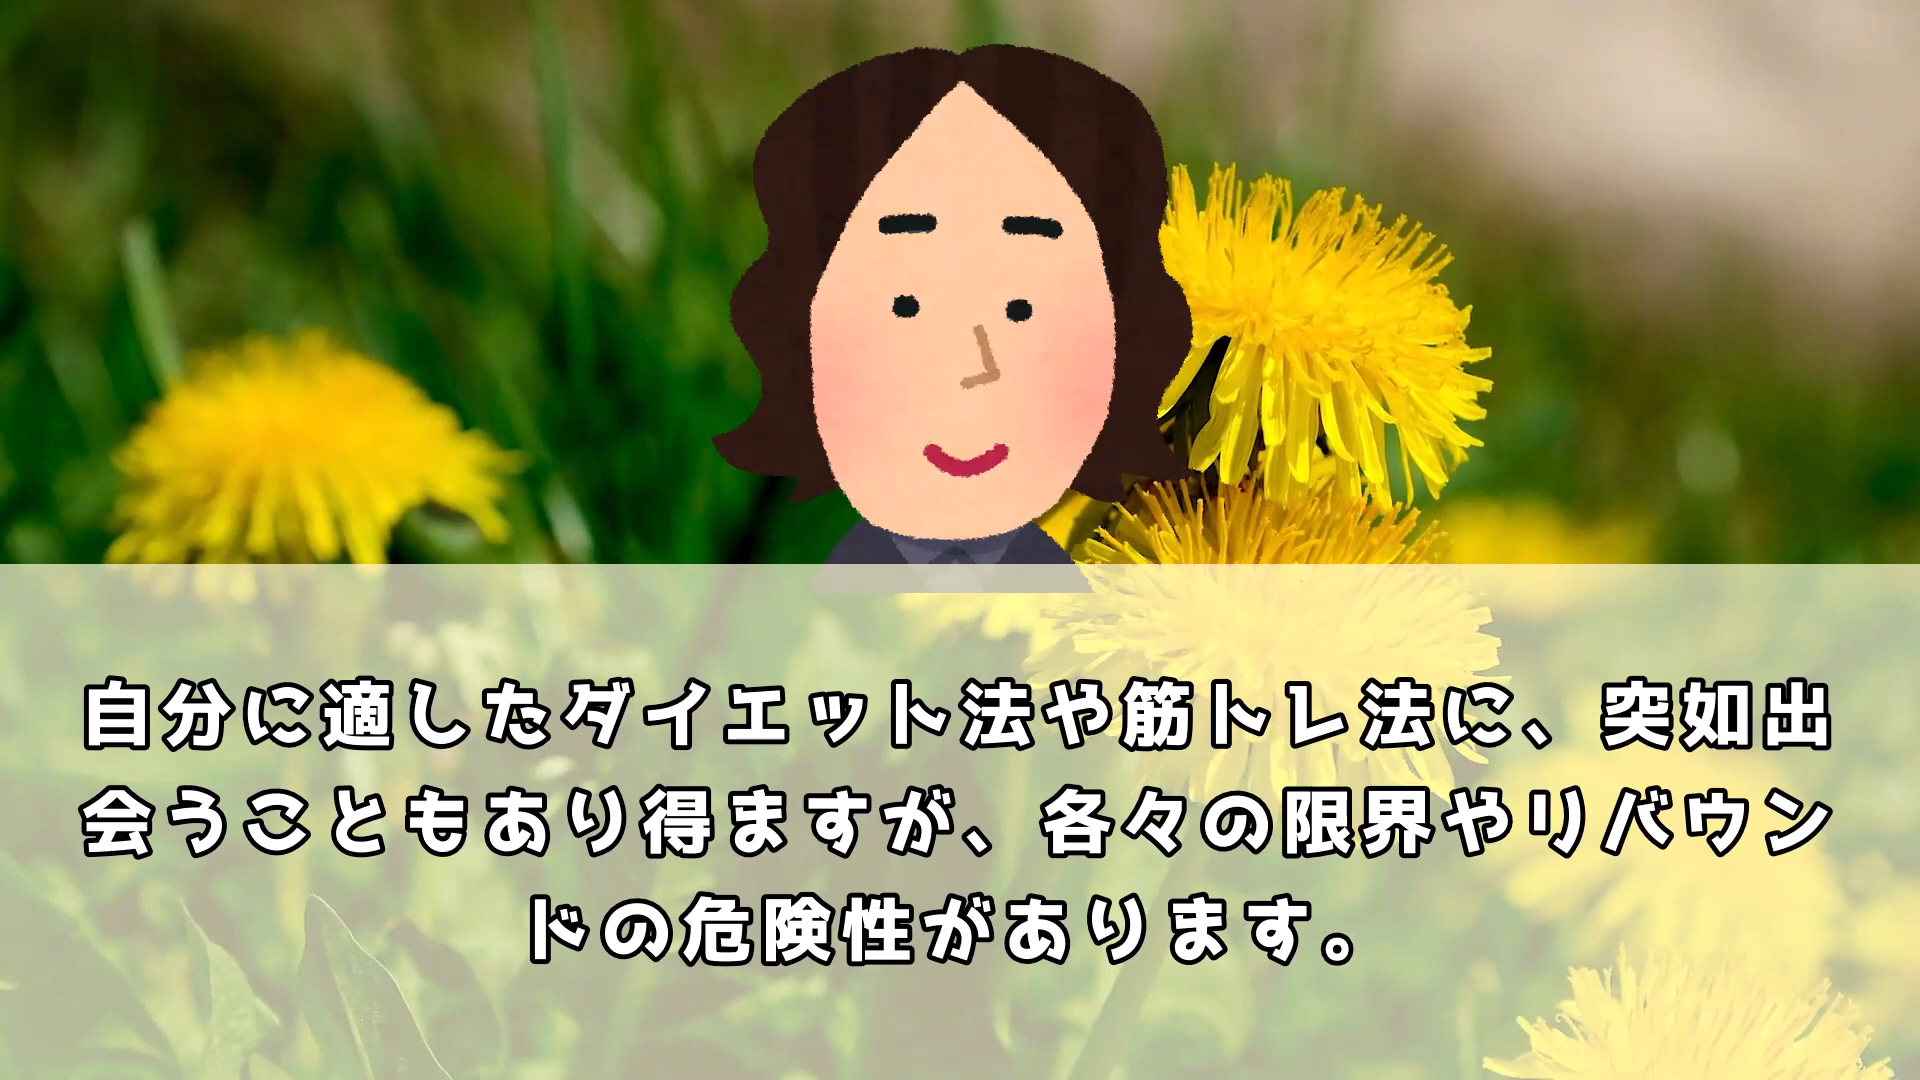 自分に適したダイエット法や筋トレ法に、突如出
会うこともあり得ますが、各々の限界やリバウン
ドの危険性があります。